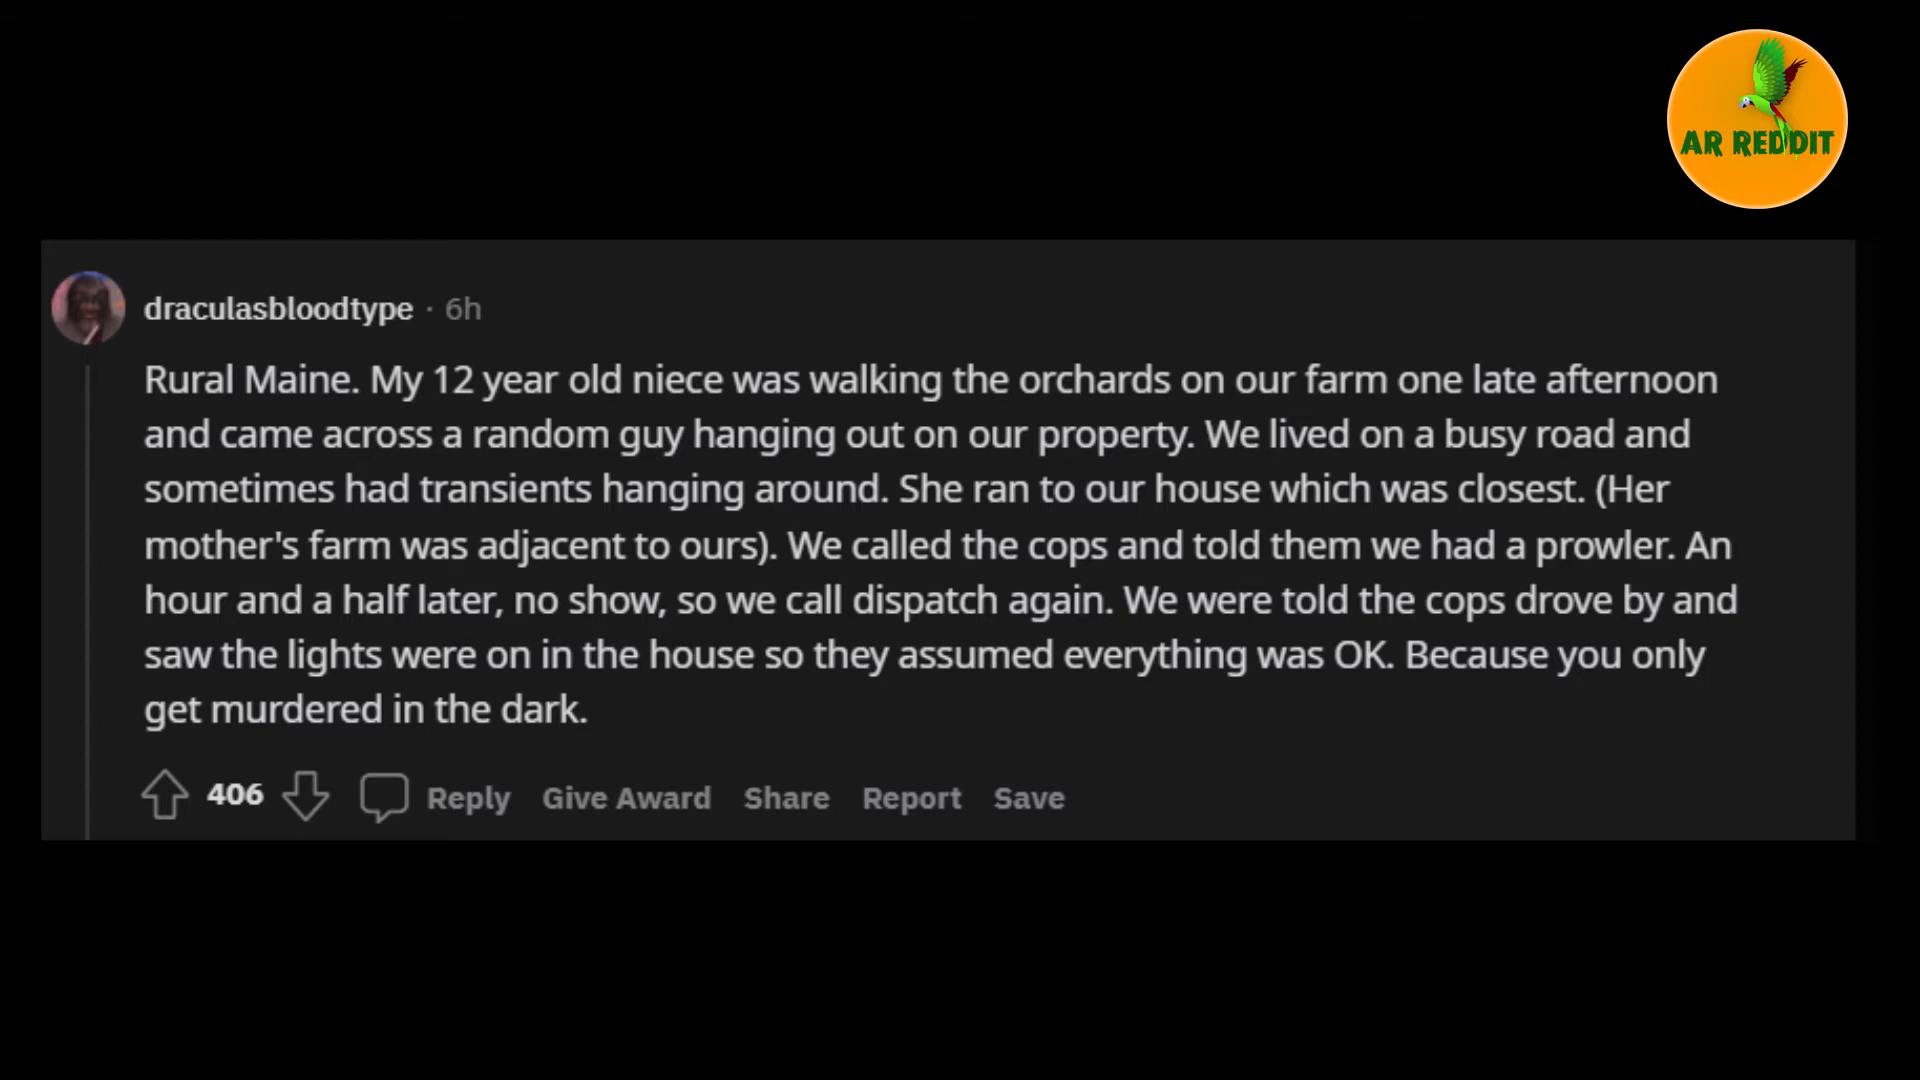 AR REDDIT
draculasbloodtype · 6h
Rural Maine. My 12 year old niece was walking the orchards on our farm one late afternoon
and came across a random guy hanging out on our property. We lived on a busy road and
sometimes had transients hanging around. She ran to our house which was closest. (Her
mother's farm was adjacent to ours). We called the cops and told them we had a prowler. An
hour and a half later, no show, so we call dispatch again. We were told the cops drove by and
saw the lights were on in the house so they assumed everything was OK. Because you only
get murdered in the dark.
406 Reply Give Award Share Report Save